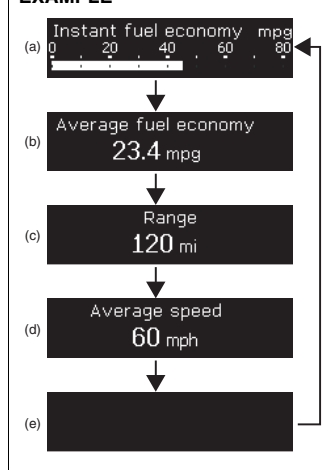 EXAMPLE
(a)
Instant fuel economy mpg
0 20 40 60 80
(b)
Average fuel economy
23.4 mpg
(c)
Range
120 mi
(d)
Average speed
60 mph
(e)